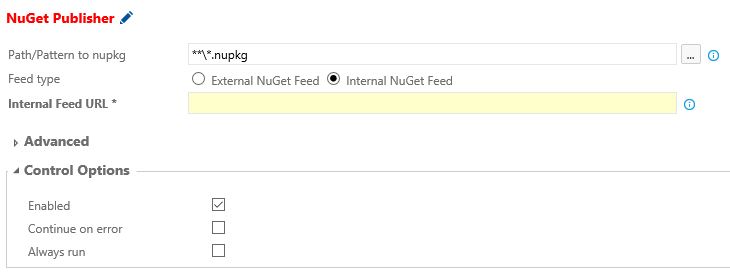 NuGet Publisher
Path/Pattern to nupkg **\*.nupkg ...
Feed type External NuGet Feed Internal NuGet Feed
Internal Feed URL *
Advanced
Control Options
Enabled
Continue on error
Always run